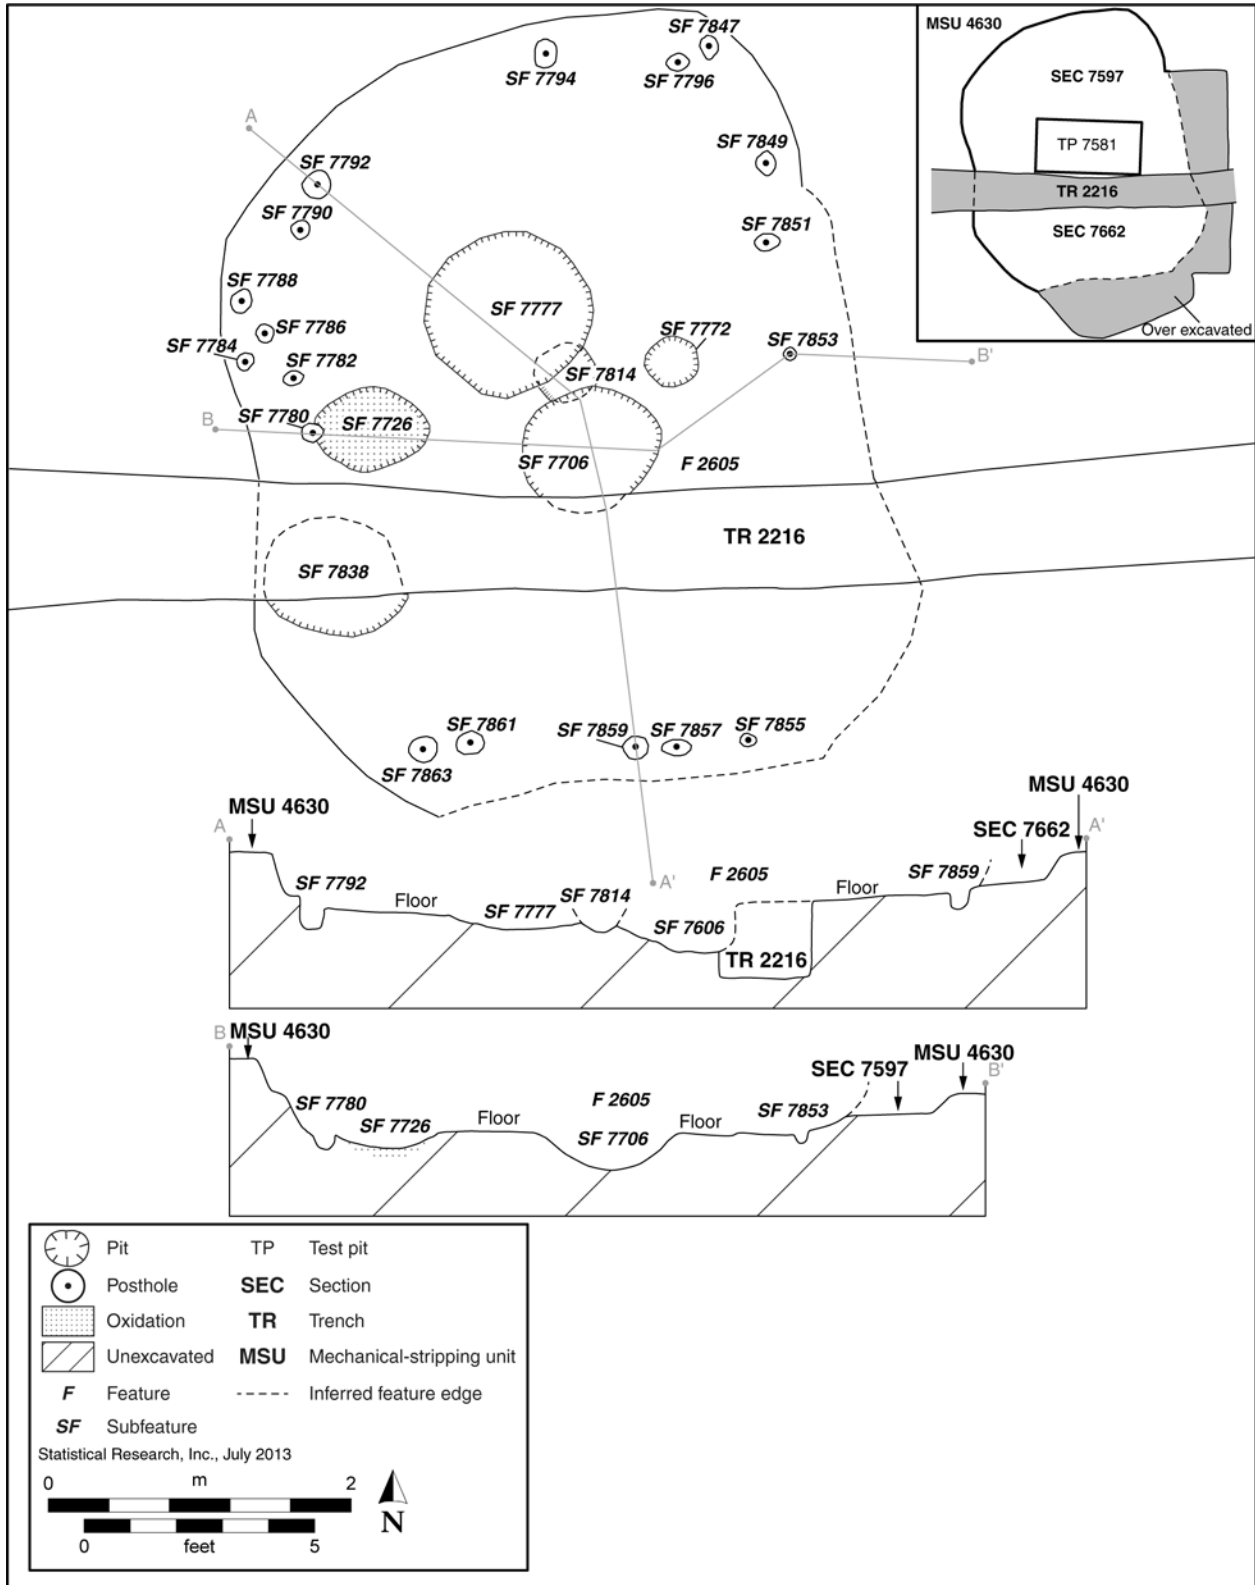 SF 7847
SF 7794
SF 7796
MSU 4630
SEC 7597
TP 7581
TR 2216
SEC 7662
Over excavated
A
SF 7792
SF 7849
SF 7790
SF 7851
SF 7788
SF 7777
SF 7786
SF 7772
SF 7784
SF 7853
B'
SF 7782
SF 7814
B
SF 7780
SF 7726
SF 7706
F 2605
TR 2216
SF 7838
SF 7861
SF 7859
SF 7857
SF 7855
SF 7863
A'
A
MSU 4630
MSU 4630
A'
SEC 7662
SF 7792
Floor
SF 7777
SF 7814
F 2605
SF 7606
TR 2216
Floor
SF 7859
B
MSU 4630
MSU 4630
B'
SEC 7597
SF 7780
SF 7726
Floor
F 2605
SF 7706
Floor
SF 7853
Pit
TP Test pit
Posthole
SEC Section
Oxidation
TR Trench
Unexcavated
MSU Mechanical-stripping unit
F Feature
Inferred feature edge
SF Subfeature
Statistical Research, Inc., July 2013
0 m 2
0 feet 5
N